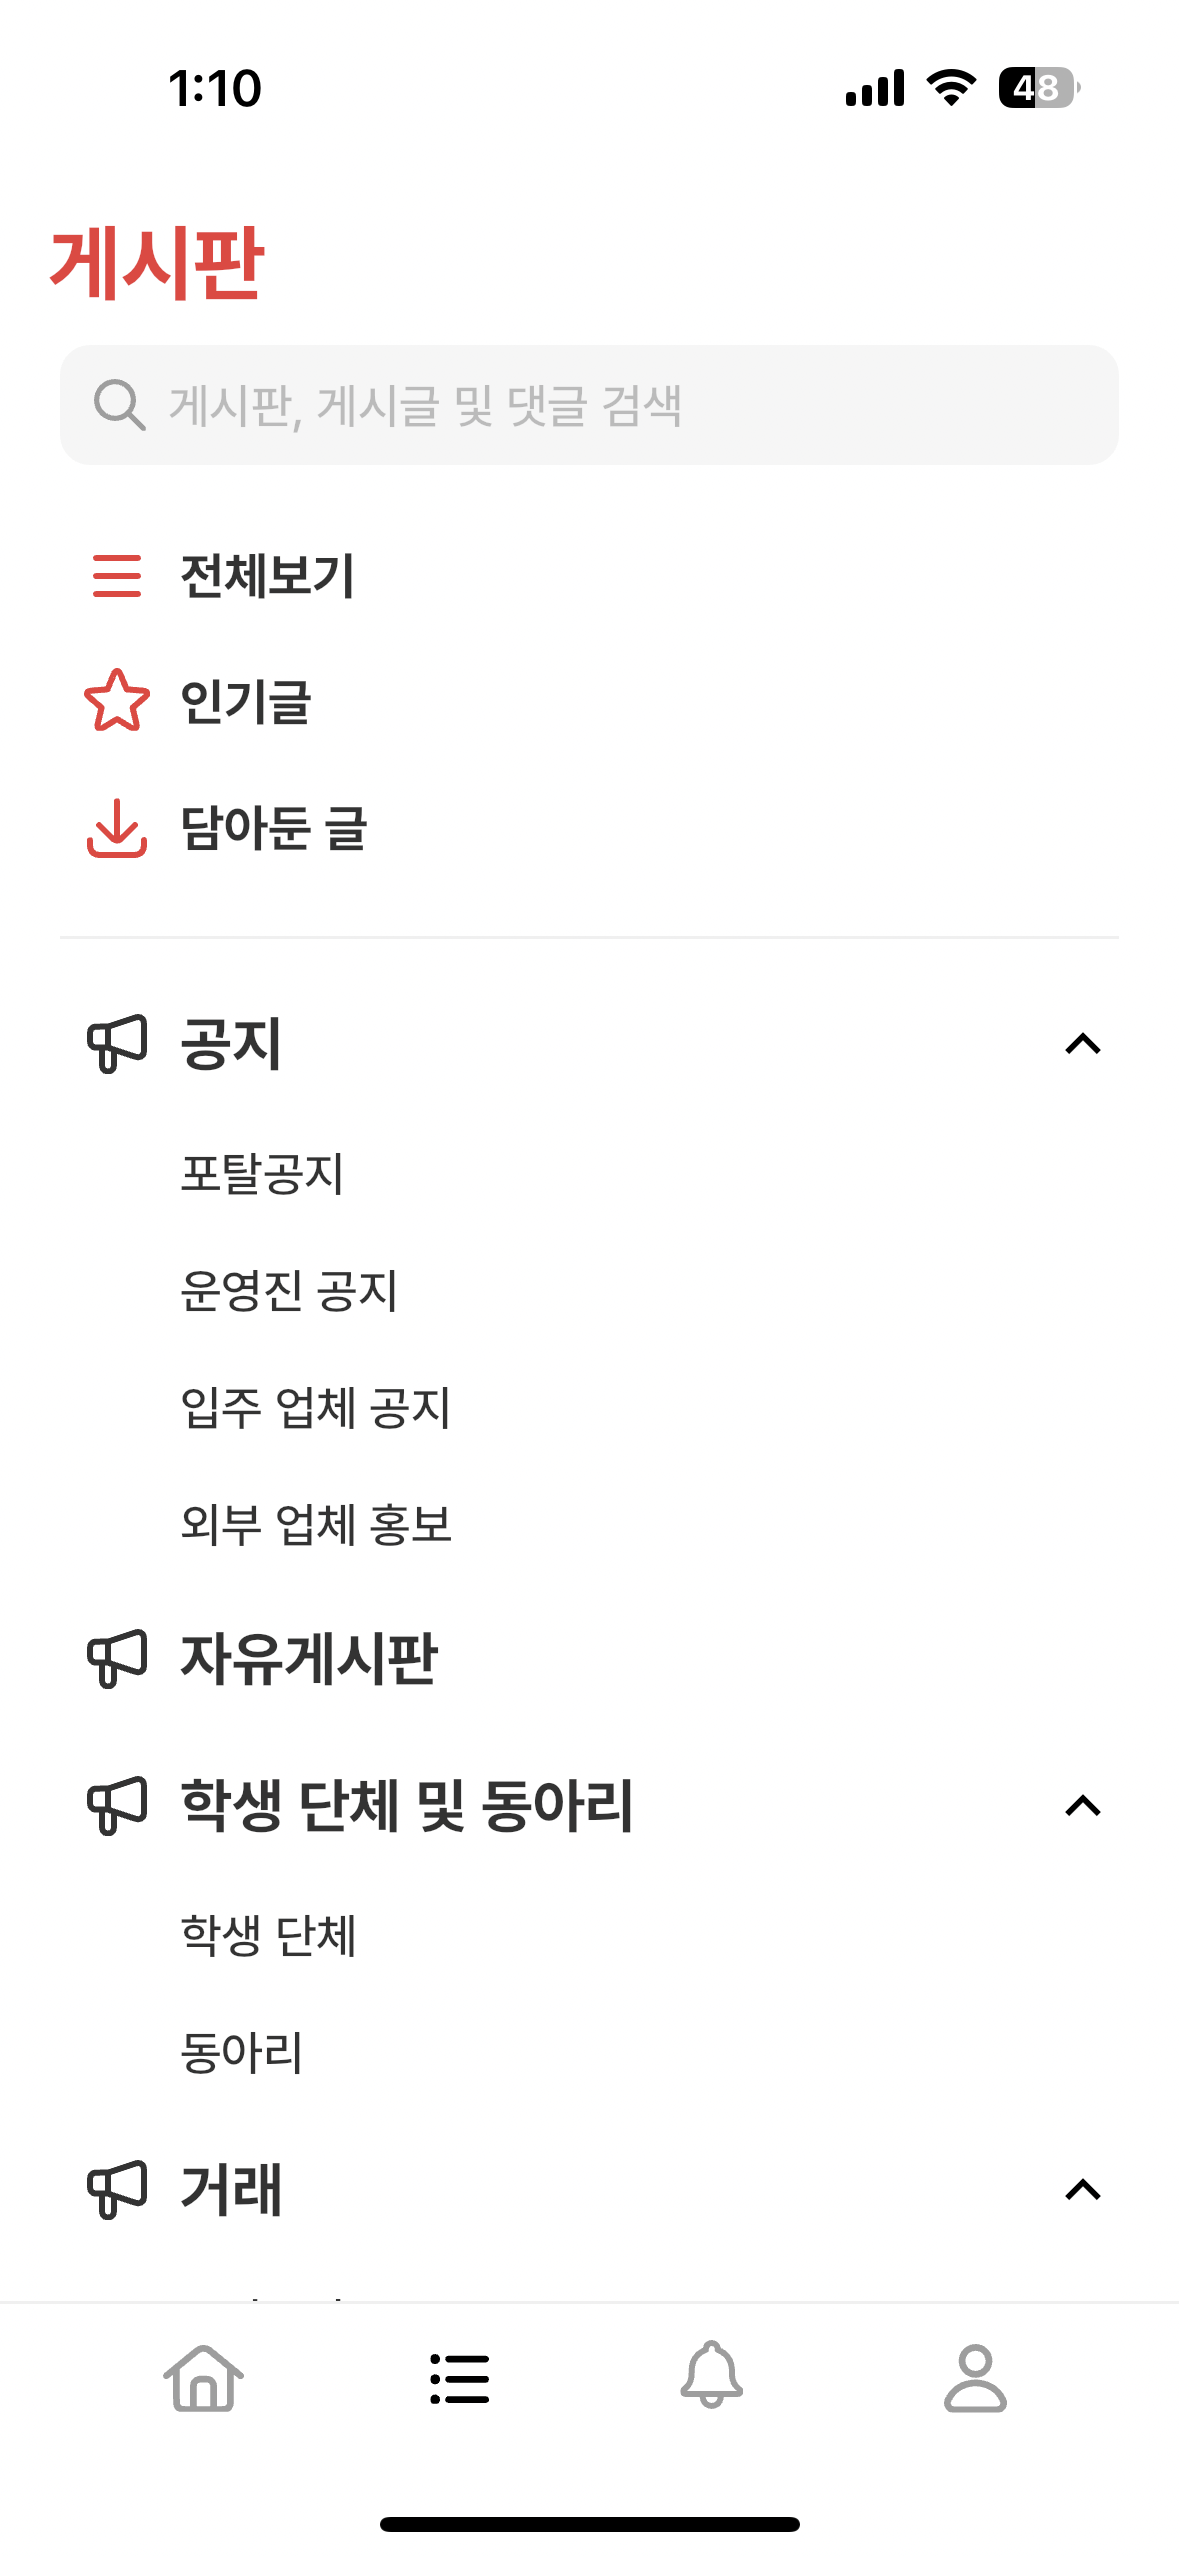 1:10
48
게시판
게시판, 게시글 및 댓글 검색
전체보기
인기글
담아둔 글
공지
포탈공지
운영진 공지
입주 업체 공지
외부 업체 홍보
자유게시판
학생 단체 및 동아리
학생 단체
동아리
거래